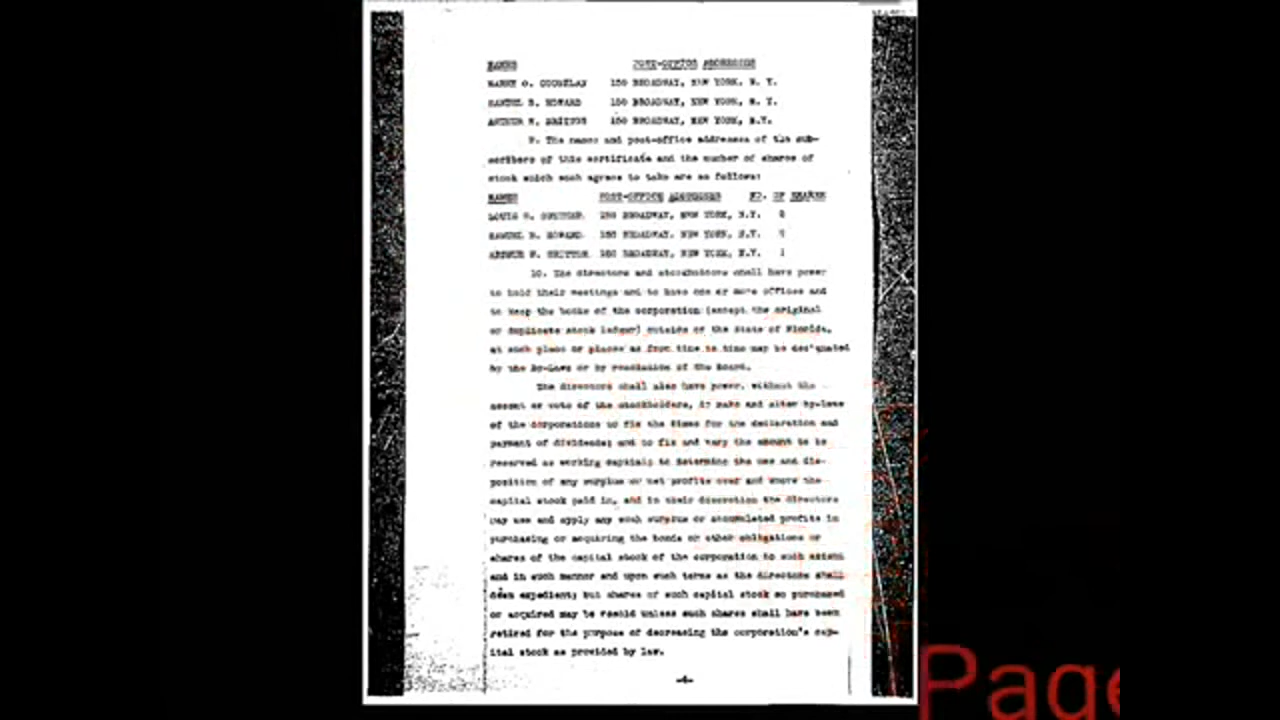 NAMES POST-OFFICE ADDRESSES
HARRY O. COUGHLAN 150 BROADWAY, NEW YORK, N. Y.
SAMUEL B. HOWARD 150 BROADWAY, NEW YORK, N. Y.
ARTHUR W. BRITTON 150 BROADWAY, NEW YORK, N.Y.
9. The names and post-office addresses of the sub-
scribers of this certificate and the number of shares of
stock which each agrees to take are as follows:
NAMES POST-OFFICE ADDRESSES NO. OF SHARES
LOUIS 150 BROADWAY, NEW YORK, N.Y.
SAMUEL B. HOWARD 150 BROADWAY, NEW YORK, N.Y.
ARTHUR W. BRITTON 150 BROADWAY, NEW YORK, N.Y. 1
10. The directors and stockholders shall have power
to hold their meetings and to have one or more offices and
to keep the books of the corporation (except the original
or duplicate stock ledger) outside of the State of Florida,
at such place or places as from time to time may be designated
by the By-Laws or by resolution of the Board.
The directors shall also have power, without the
assent or vote of the stockholders, to make and alter by-laws
of the corporation; to fix the times for the declaration and
payment of dividends; and to fix and vary the amount to be
reserved as working capital; to determine the use and dis-
position of any surplus or net profits over and above the
capital stock paid in, and in their discretion the directors
may use and apply any such surplus or accumulated profits in
purchasing or acquiring the bonds or other obligations or
shares of the capital stock of the corporation to such extent
and in such manner and upon such terms as the directors shall
deem expedient; but shares of such capital stock so purchased
or acquired may be resold unless such shares shall have been
retired for the purpose of decreasing the corporation's cap-
ital stock as provided by law.
-4-
Page